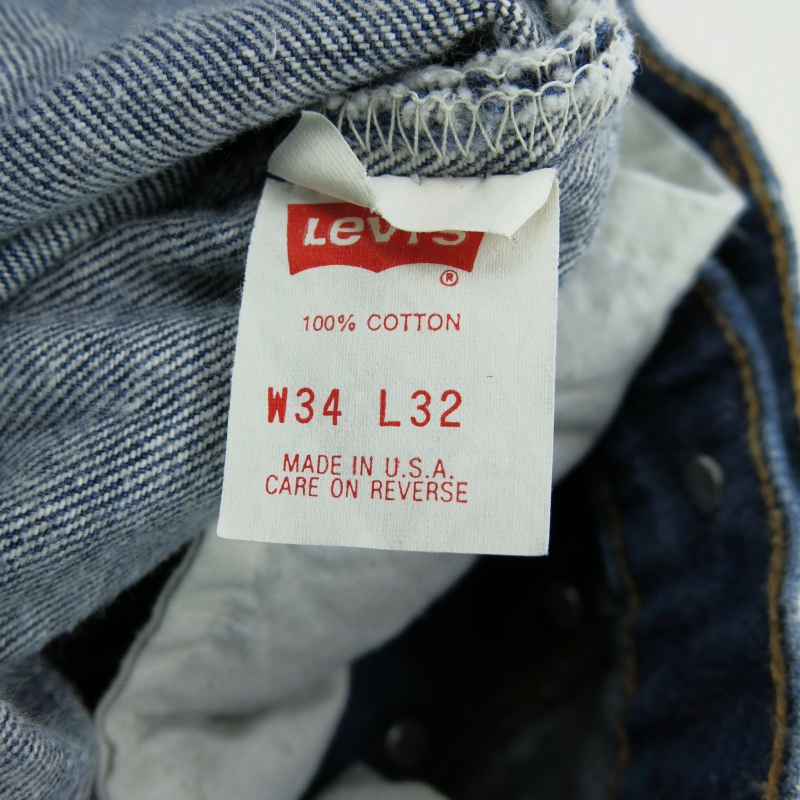 Levi's
®
100% COTTON
W34 L32
MADE IN U.S.A.
CARE ON REVERSE